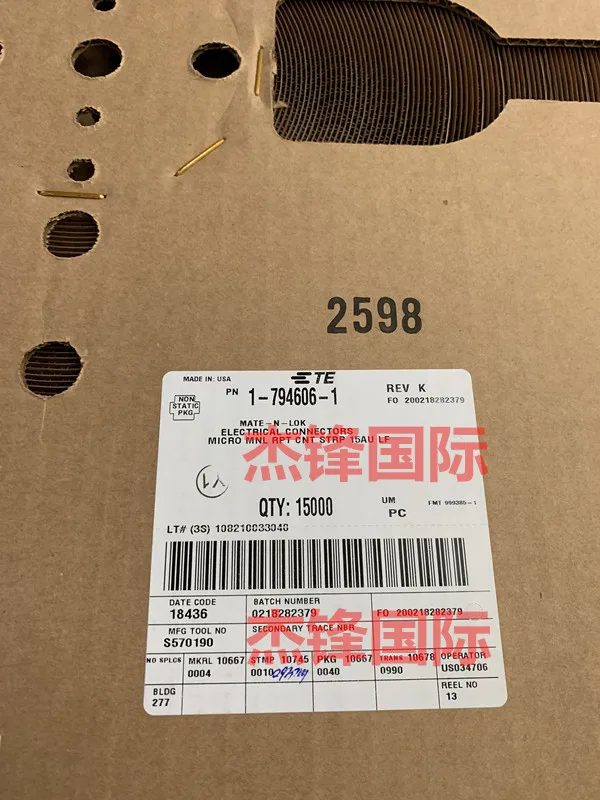 2598
MADE IN: USA
TE
PN 1-794606-1
REV K
FO 200218282379
NON
STATIC
PKG
MATE-N-LOK
ELECTRICAL CONNECTORS
MICRO MNL RPT CNT STRP 15AU LF
杰锋国际
QTY: 15000
UM
PC
FMT 999385-1
LT# (3S) 108210033040
DATE CODE
18436
BATCH NUMBER
0218282379
FO 200218282379
MFG TOOL NO
S570190
SECONDARY TRACE NBR
杰锋国际
NO SPLCS
MKRL 10667
0004
STMP 10745
0010
PKG 10667
0040
TRANS 10678
0990
OPERATOR
US034706
BLDG
277
REEL NO
13